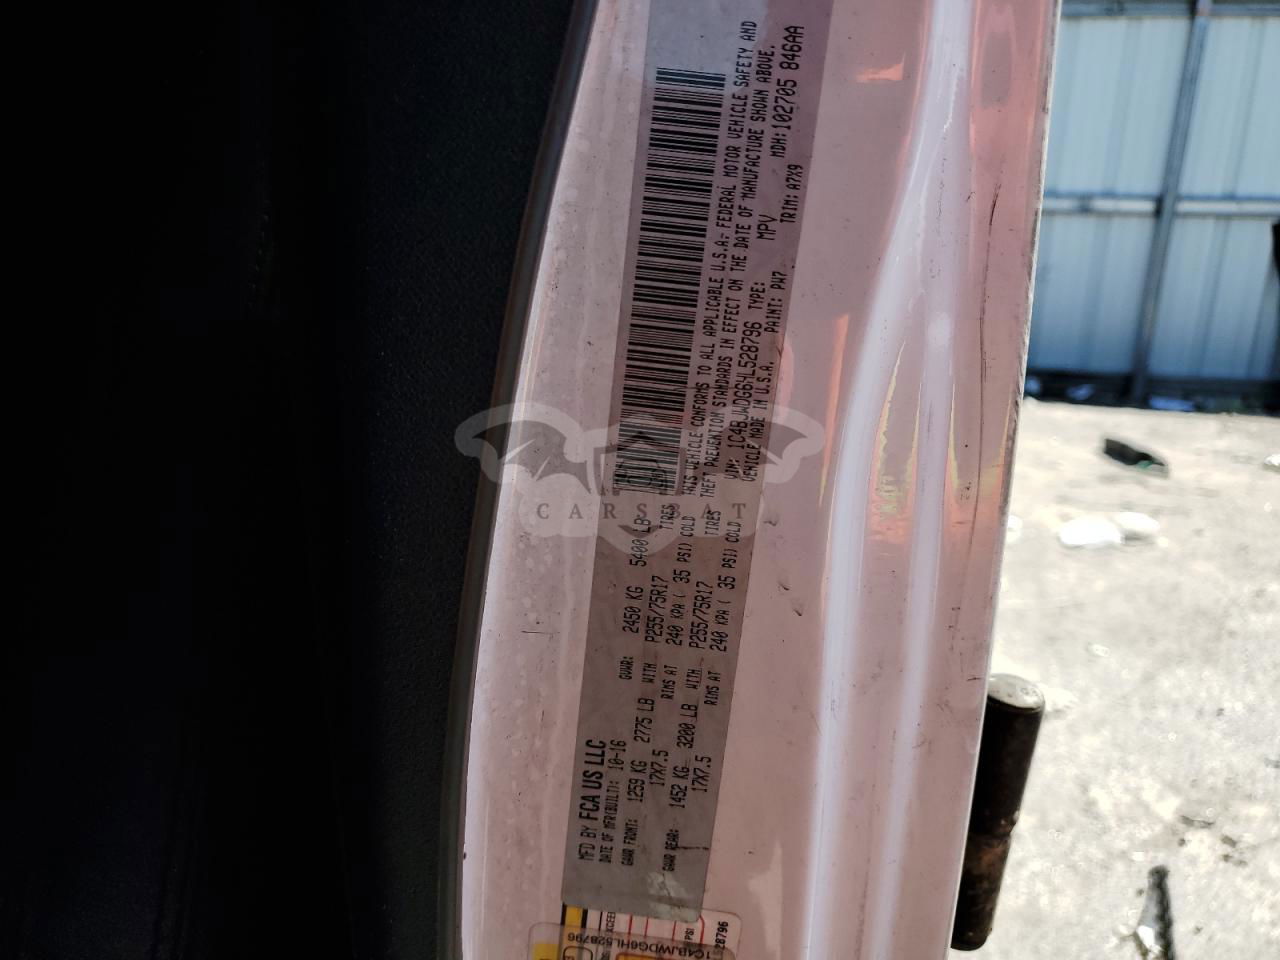 MFD BY FCA US LLC
DATE OF MFR(BUILT): 10-16 GVWR: 2450 KG 5400 LB
GAWR FRONT: 1259 KG 2775 LB WITH P255/75R17 TIRES
17X7.5 RIMS AT 240 KPA ( 35 PSI) COLD
GAWR REAR: 1452 KG 3200 LB WITH P255/75R17 TIRES
17X7.5 RIMS AT 240 KPA ( 35 PSI) COLD
THIS VEHICLE CONFORMS TO ALL APPLICABLE U.S.A. FEDERAL MOTOR VEHICLE SAFETY AND
THEFT PREVENTION STANDARDS IN EFFECT ON THE DATE OF MANUFACTURE SHOWN ABOVE.
VIN: 1C4BJWDG6HL528796 TYPE: MPV MDH: 102705 846AA
VEHICLE MADE IN U.S.A. PAINT: PW7 TRIM: A7X9
CARSBAT
PSI
528796
1C4BJWDG6HL528796